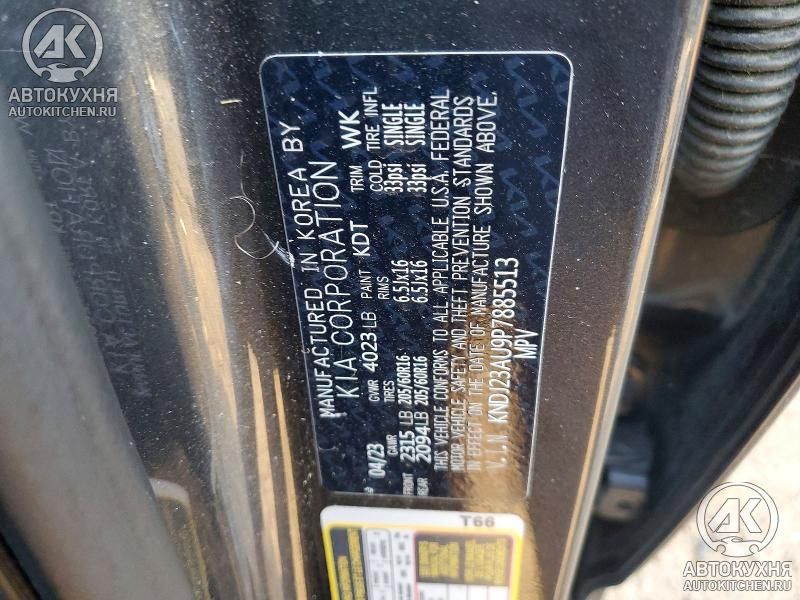 АВТОКУХНЯ
AUTOKITCHEN.RU
MANUFACTURED IN KOREA BY
KIA CORPORATION
04/23 GVWR 4023 LB PAINT KDT TRIM WK
GAWR TIRES RIMS COLD TIRE INFL
FRONT 2315 LB 205/60R16 6.5Jx16 33psi SINGLE
REAR 2094 LB 205/60R16 6.5Jx16 33psi SINGLE
THIS VEHICLE CONFORMS TO ALL APPLICABLE U.S.A. FEDERAL
MOTOR VEHICLE SAFETY AND THEFT PREVENTION STANDARDS
IN EFFECT ON THE DATE OF MANUFACTURE SHOWN ABOVE.
V.I.N KNDJ23AU9P7885513
MPV
T66
АВТОКУХНЯ
AUTOKITCHEN.RU